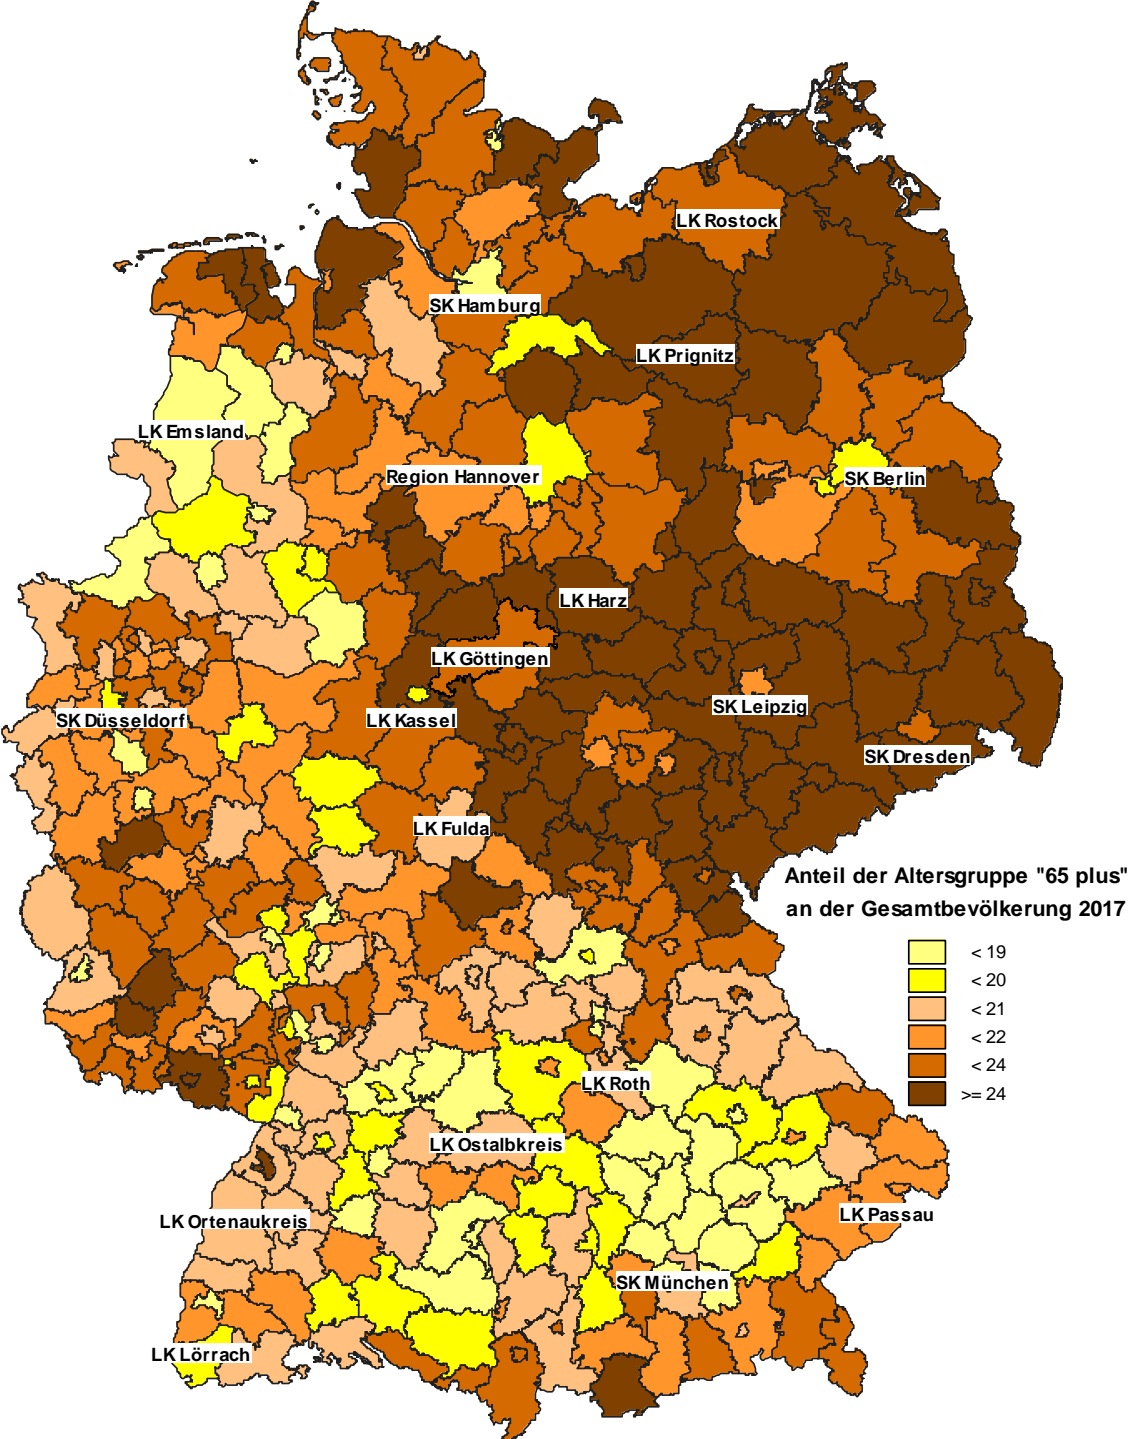 LK Rostock
SK Hamburg
LK Prignitz
LK Emsland
Region Hannover
SK Berlin
LK Harz
LK Göttingen
SK Leipzig
SK Düsseldorf
LK Kassel
SK Dresden
LK Fulda
Anteil der Altersgruppe "65 plus"
an der Gesamtbevölkerung 2017
< 19
< 20
< 21
< 22
< 24
>= 24
LK Roth
LK Ostalbkreis
LK Passau
LK Ortenaukreis
SK München
LK Lörrach